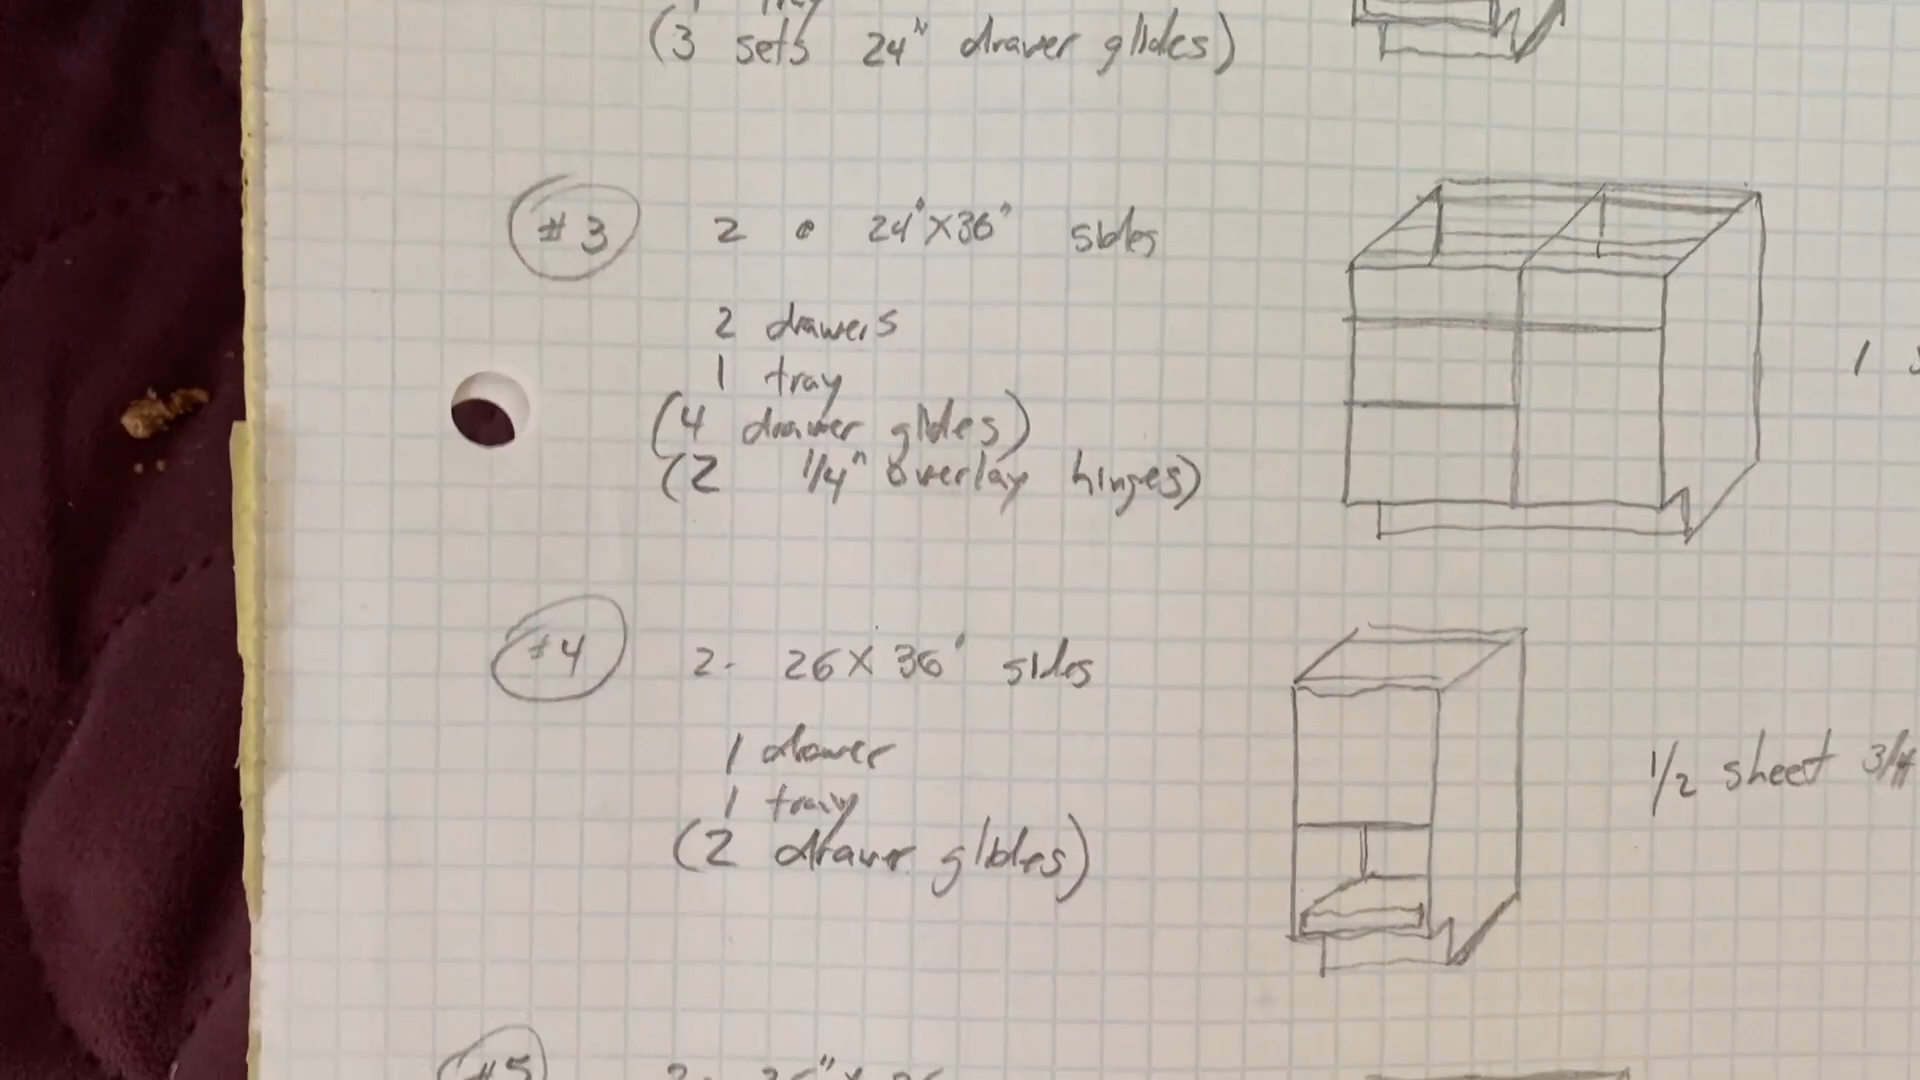 (3 sets 24" drawer glides)
#3 2 • 24"X36" sides
2 drawers
1 tray
(4 drawer glides)
(2 1/4" overlay hinges)
1
#4 2- 26X36" sides
1 drawer
1 tray
(2 drawer glides)
1/2 sheet 3/4
#5